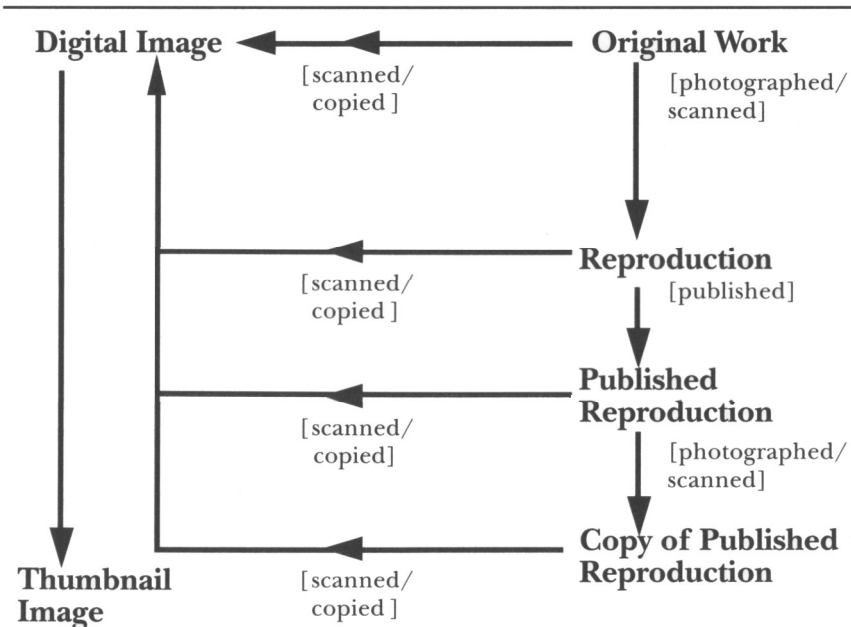 Digital Image
Original Work
[scanned/
copied ]
[photographed/
scanned]
Reproduction
[scanned/
copied ]
[published]
Published
Reproduction
[scanned/
copied]
[photographed/
scanned]
Copy of Published
Reproduction
Thumbnail
Image
[scanned/
copied ]